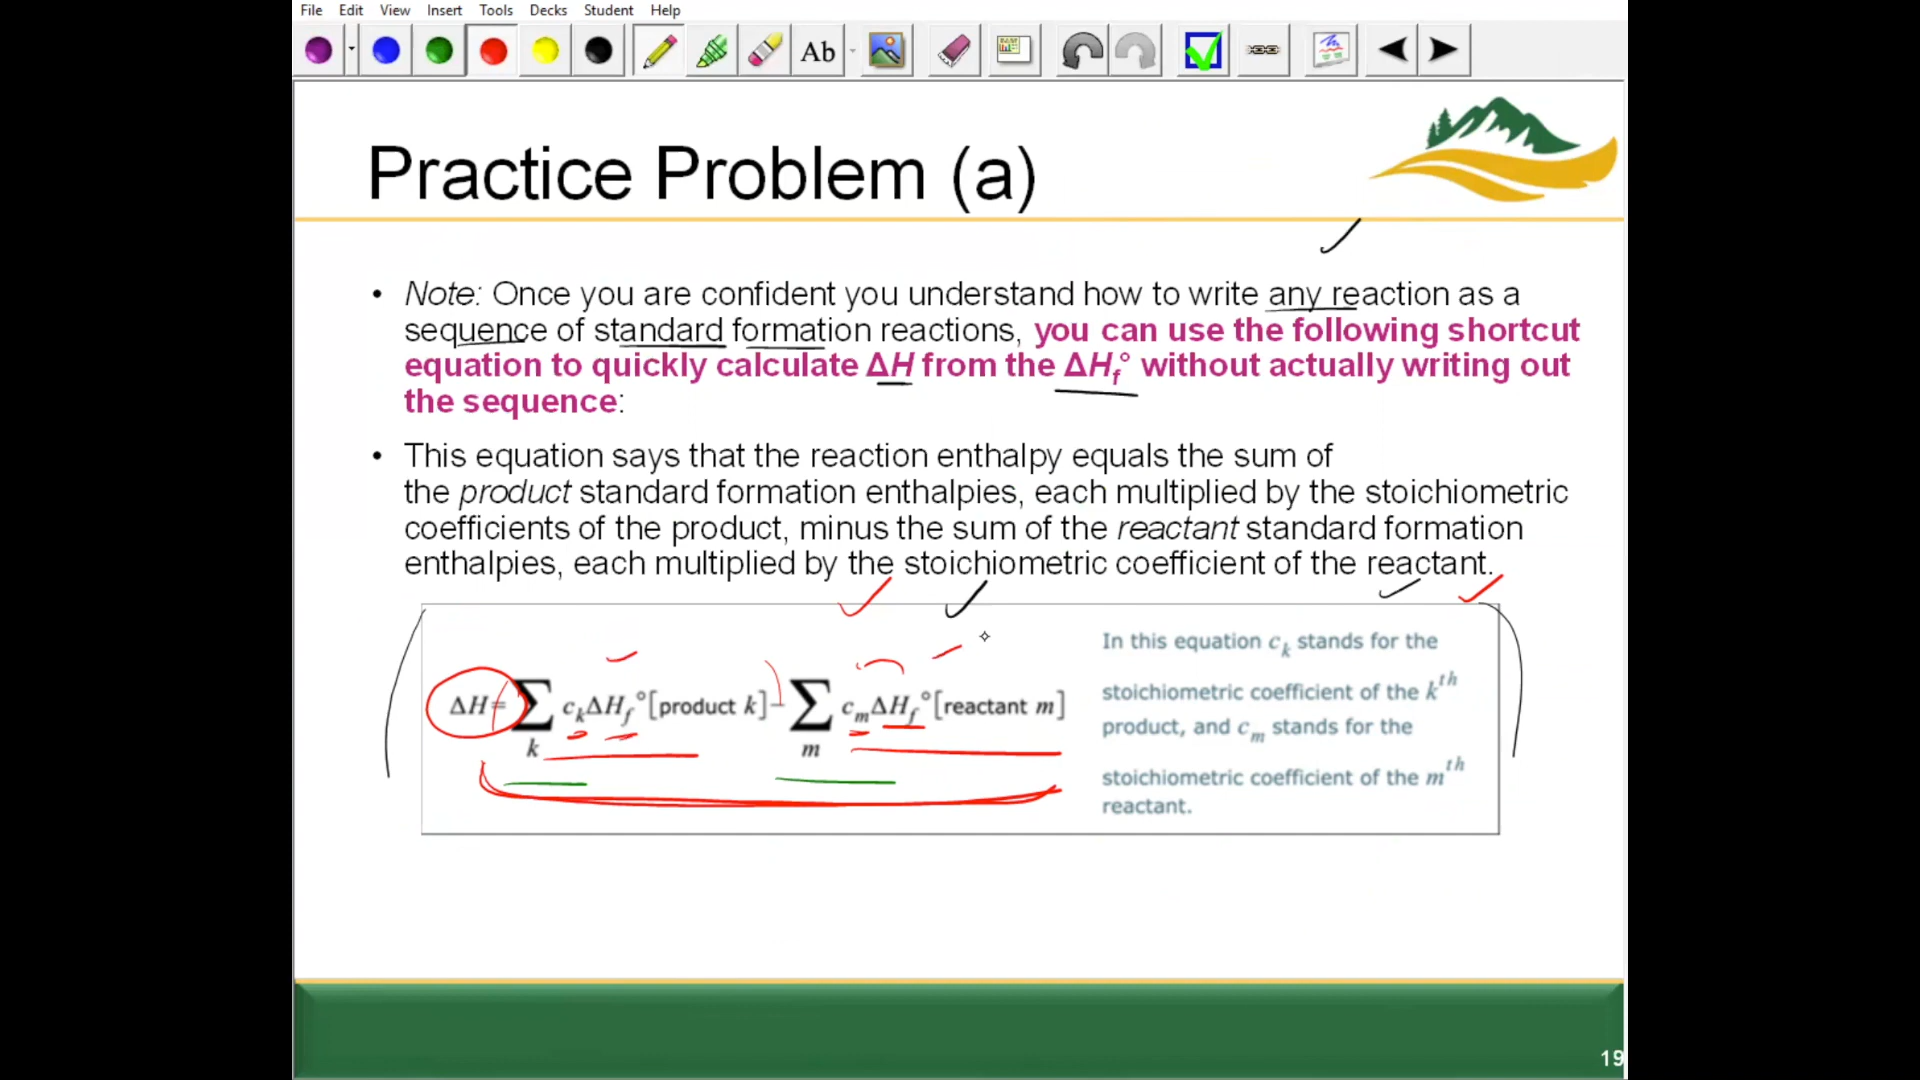 File Edit View Insert Tools Decks Student Help
Ab
Practice Problem (a)
• Note: Once you are confident you understand how to write any reaction as a
sequence of standard formation reactions, you can use the following shortcut
equation to quickly calculate ΔH from the ΔHf° without actually writing out
the sequence:
• This equation says that the reaction enthalpy equals the sum of
the product standard formation enthalpies, each multiplied by the stoichiometric
coefficients of the product, minus the sum of the reactant standard formation
enthalpies, each multiplied by the stoichiometric coefficient of the reactant.
ΔH = ∑k ckΔHf°[product k] − ∑m cmΔHf°[reactant m]
In this equation ck stands for the
stoichiometric coefficient of the kth
product, and cm stands for the
stoichiometric coefficient of the mth
reactant.
19